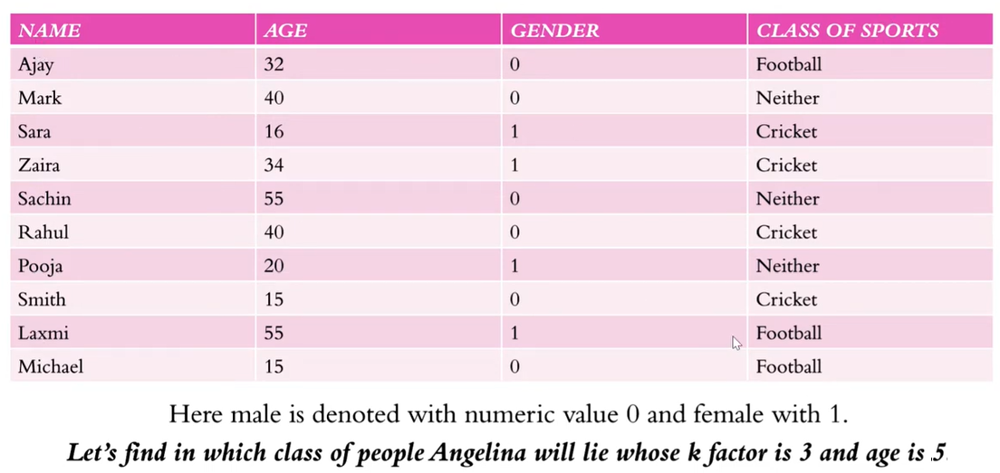 NAME AGE GENDER CLASS OF SPORTS
Ajay 32 0 Football
Mark 40 0 Neither
Sara 16 1 Cricket
Zaira 34 1 Cricket
Sachin 55 0 Neither
Rahul 40 0 Cricket
Pooja 20 1 Neither
Smith 15 0 Cricket
Laxmi 55 1 Football
Michael 15 0 Football
Here male is denoted with numeric value 0 and female with 1.
Let's find in which class of people Angelina will lie whose k factor is 3 and age is 5.